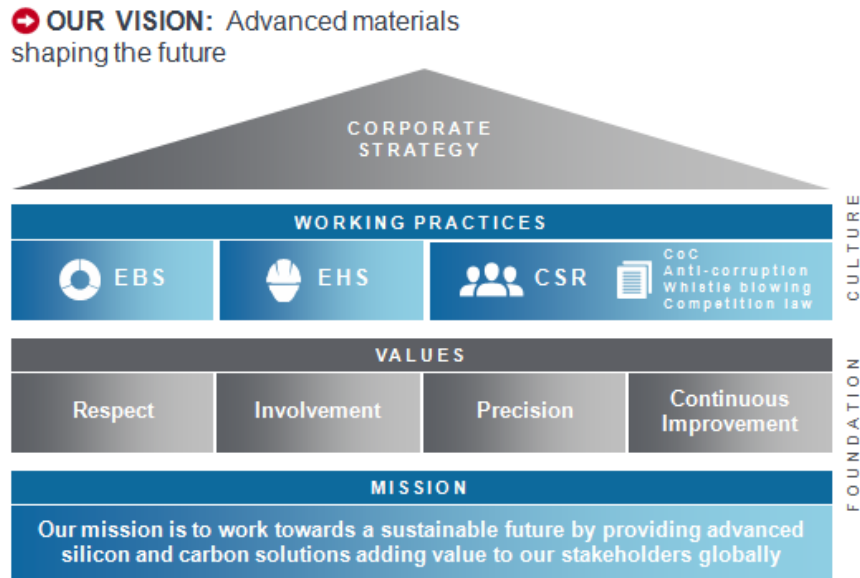 OUR VISION: Advanced materials
shaping the future
CORPORATE
STRATEGY
WORKING PRACTICES
EBS
EHS
CSR
CoC
Anti-corruption
Whistle blowing
Competition law
CULTURE
VALUES
Respect
Involvement
Precision
Continuous
Improvement
FOUNDATION
MISSION
Our mission is to work towards a sustainable future by providing advanced
silicon and carbon solutions adding value to our stakeholders globally